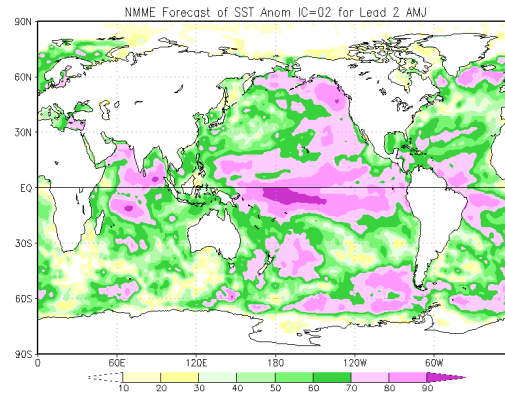 NMME Forecast of SST Anom IC=02 for Lead 2 AMJ
90N
60N
30N
EQ
30S
60S
90S
0 60E 120E 180 120W 60W
10 20 30 40 50 60 70 80 90